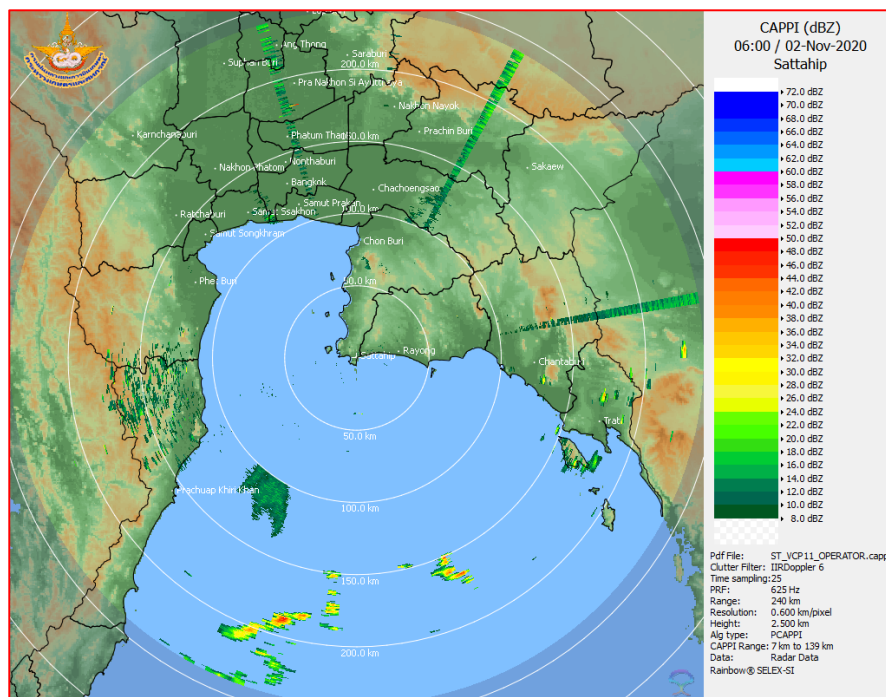 CAPPI (dBZ)
06:00 / 02-Nov-2020
Sattahip
72.0 dBZ
70.0 dBZ
68.0 dBZ
66.0 dBZ
64.0 dBZ
62.0 dBZ
60.0 dBZ
58.0 dBZ
56.0 dBZ
54.0 dBZ
52.0 dBZ
50.0 dBZ
48.0 dBZ
46.0 dBZ
44.0 dBZ
42.0 dBZ
40.0 dBZ
38.0 dBZ
36.0 dBZ
34.0 dBZ
32.0 dBZ
30.0 dBZ
28.0 dBZ
26.0 dBZ
24.0 dBZ
22.0 dBZ
20.0 dBZ
18.0 dBZ
16.0 dBZ
14.0 dBZ
12.0 dBZ
10.0 dBZ
8.0 dBZ
Pdf File: ST_VCP11_OPERATOR.capp
Clutter Filter: IIRDoppler 6
Time sampling:25
PRF: 625 Hz
Range: 240 km
Resolution: 0.600 km/pixel
Height: 2.500 km
Alg type: PCAPPI
CAPPI Range: 7 km to 139 km
Data: Radar Data
Rainbow® SELEX-SI
Ang Thong
Saraburi
200.0 km
Pra Nakhon Si Ayutthaya
Nakhon Nayok
Karnchanaburi
Phatum Thani
Prachin Buri
Nonthaburi
Nakhon Phatom
Sakaew
Bangkok
Chachoengsao
Samut Prakan
Ratchaburi
Samut Ssakhon
Samut Songkhram
Chon Buri
Phet Buri
50.0 km
Sattahip
Rayong
Chantaburi
Trat
50.0 km
Prachuap Khiri Khan
100.0 km
150.0 km
200.0 km